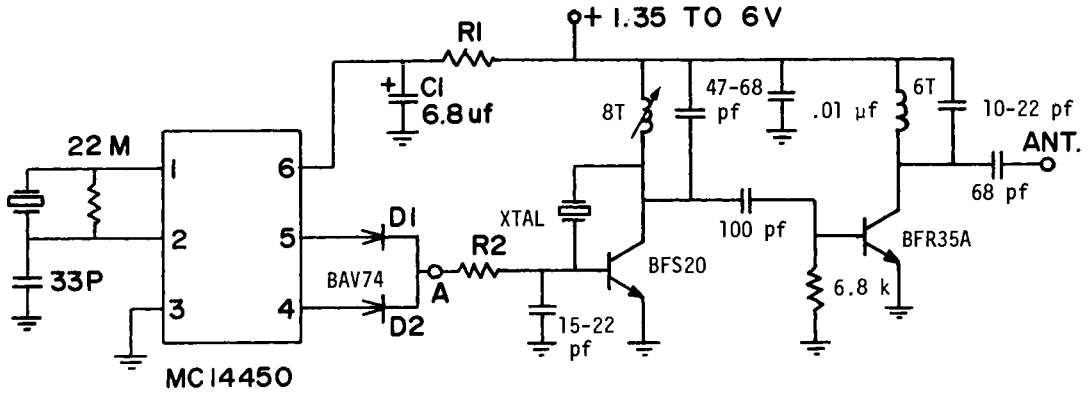 + 1.35 TO 6V
R1
+
C1
6.8uf
8T
47-68
pf
.01 µf
6T
10-22 pf
ANT.
68 pf
22 M
1
6
2
5
33P
3
4
MC14450
D1
BAV74
D2
A
R2
XTAL
100 pf
BFS20
BFR35A
6.8 k
15-22
pf